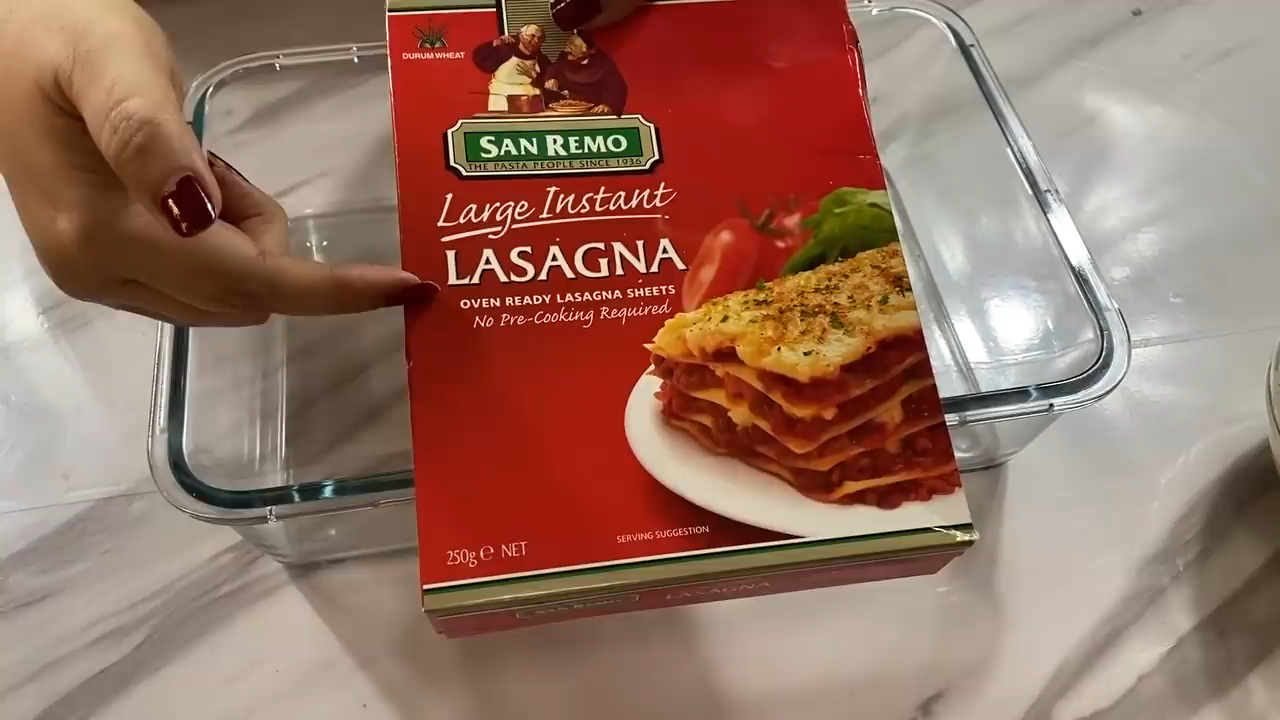 DURUM WHEAT
SAN REMO
THE PASTA PEOPLE SINCE 1936
Large Instant
LASAGNA
OVEN READY LASAGNA SHEETS
No Pre-Cooking Required
SERVING SUGGESTION
250g e NET
LASAGNA